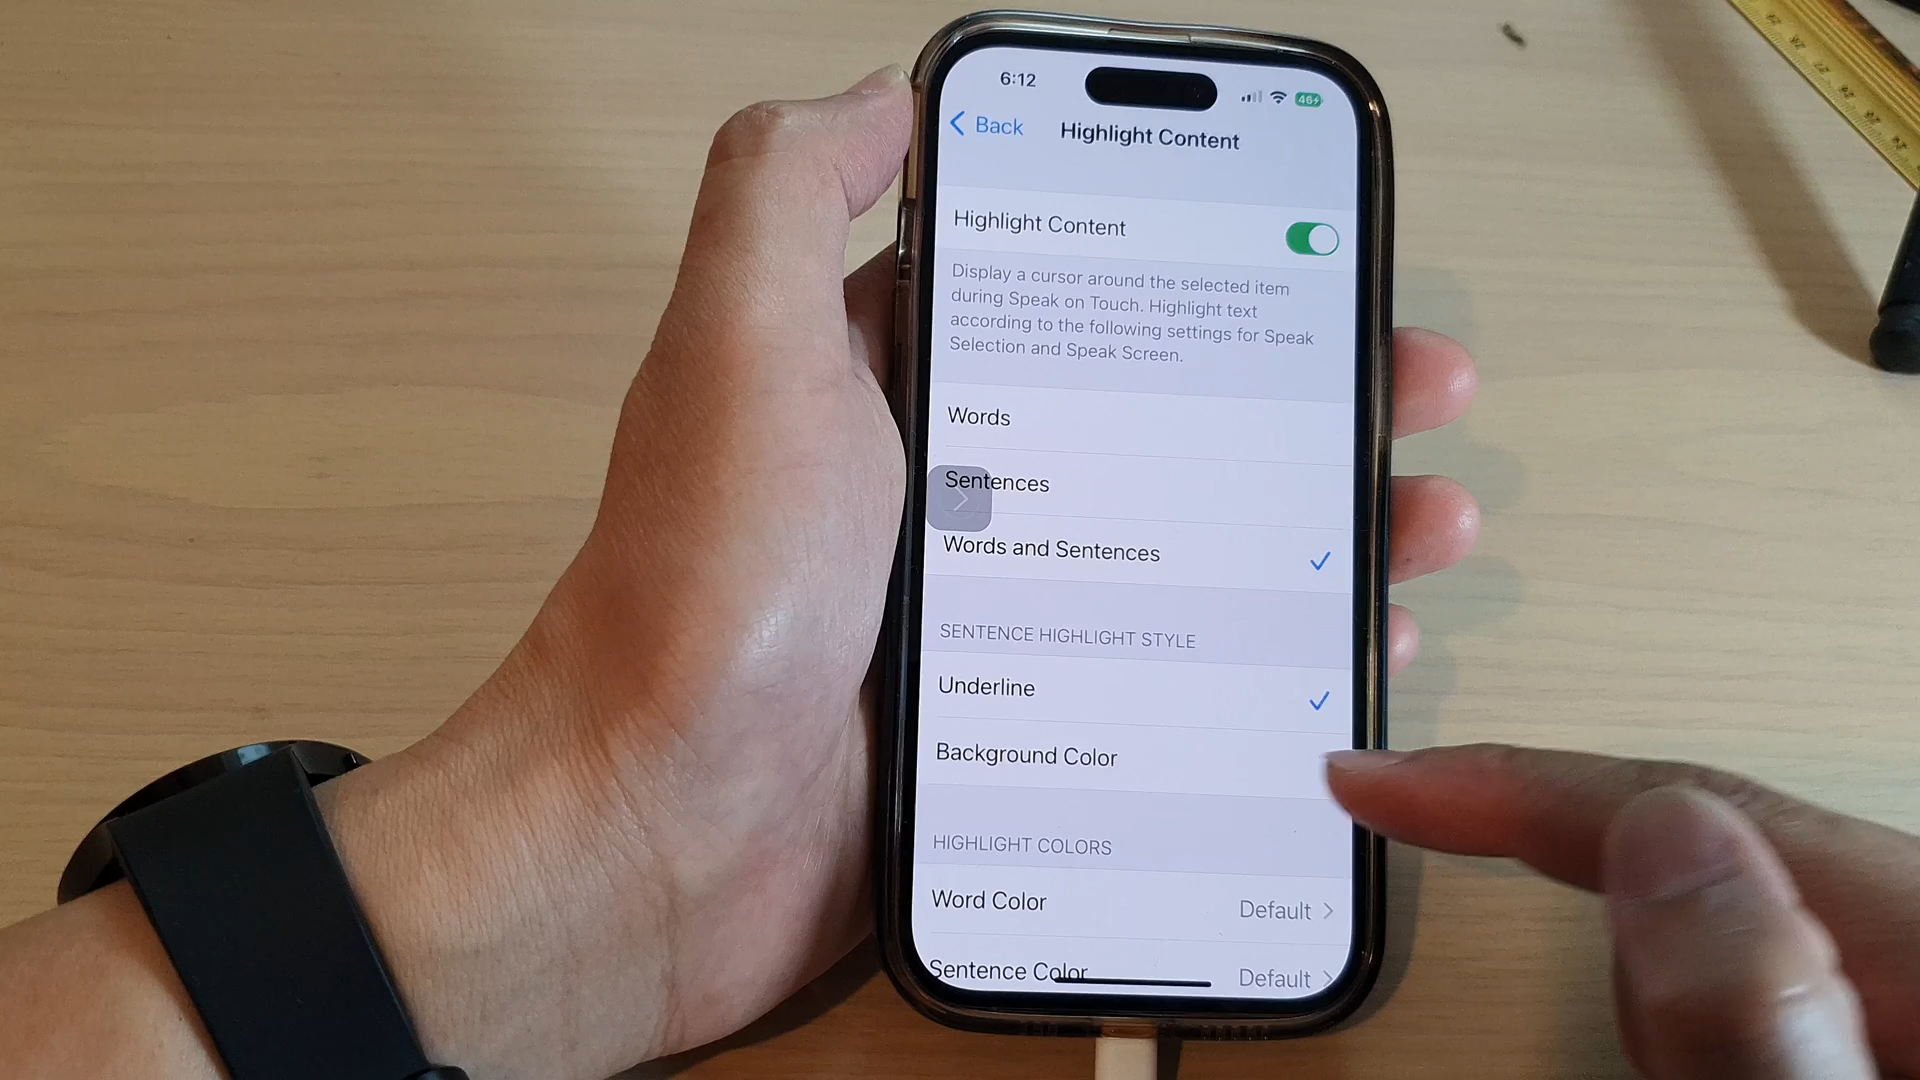 6:12
46
Back
Highlight Content
Highlight Content
Display a cursor around the selected item
during Speak on Touch. Highlight text
according to the following settings for Speak
Selection and Speak Screen.
Words
Sentences
Words and Sentences
SENTENCE HIGHLIGHT STYLE
Underline
Background Color
HIGHLIGHT COLORS
Word Color Default
Sentence Color Default